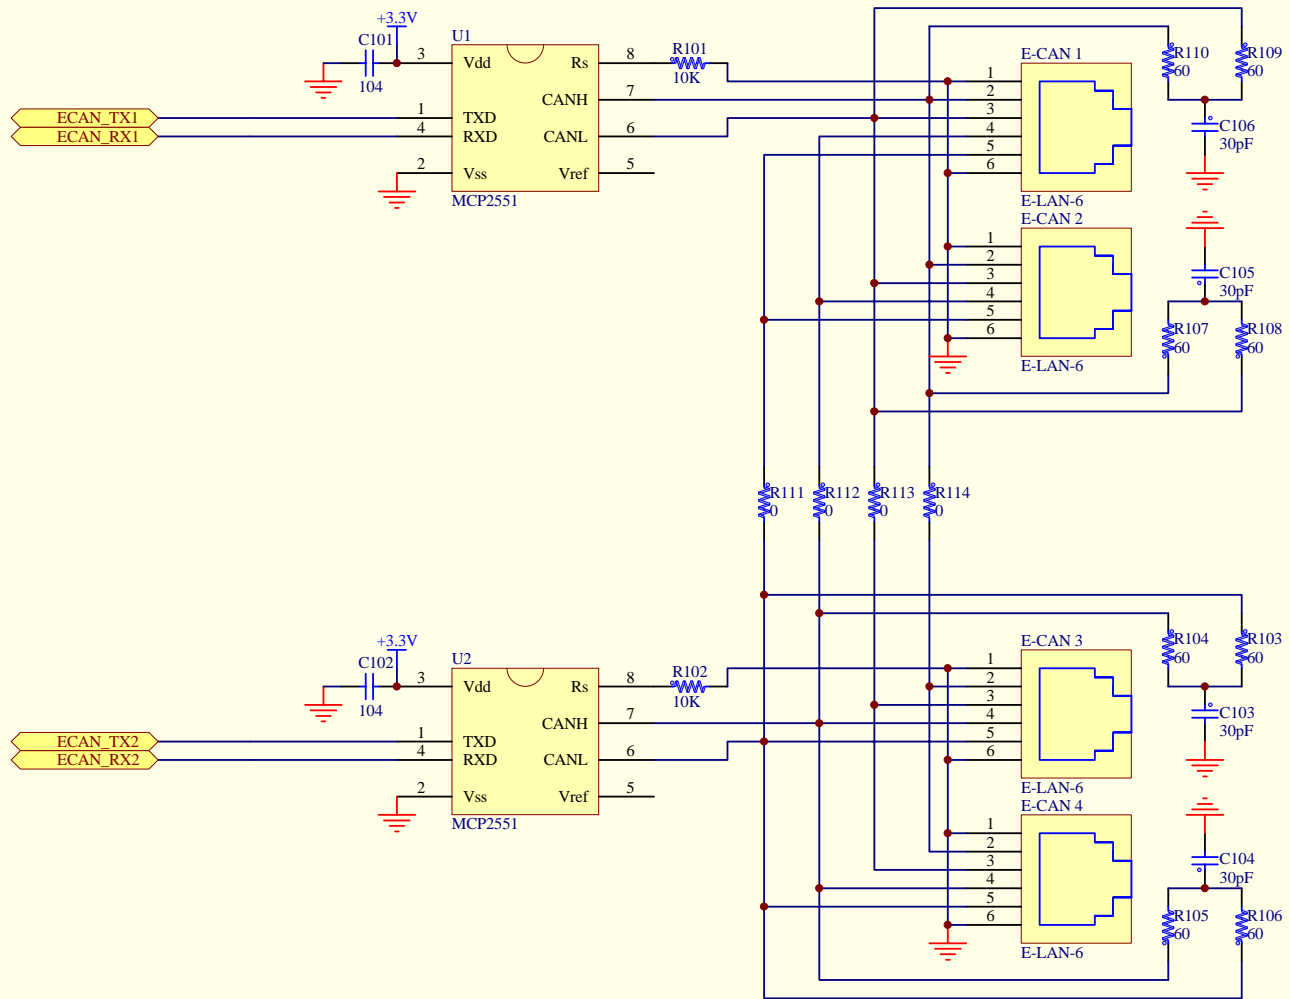 +3.3V
C101
104
U1
3
Vdd
Rs
8
R101
10K
CANH
7
ECAN_TX1
1
TXD
ECAN_RX1
4
RXD
CANL
6
2
Vss
Vref
5
MCP2551
E-CAN 1
1
2
3
4
5
6
E-LAN-6
R110
60
R109
60
C106
30pF
E-CAN 2
1
2
3
4
5
6
E-LAN-6
C105
30pF
R107
60
R108
60
R111
0
R112
0
R113
0
R114
0
+3.3V
C102
104
U2
3
Vdd
Rs
8
R102
10K
CANH
7
ECAN_TX2
1
TXD
ECAN_RX2
4
RXD
CANL
6
2
Vss
Vref
5
MCP2551
E-CAN 3
1
2
3
4
5
6
E-LAN-6
R104
60
R103
60
C103
30pF
E-CAN 4
1
2
3
4
5
6
E-LAN-6
C104
30pF
R105
60
R106
60